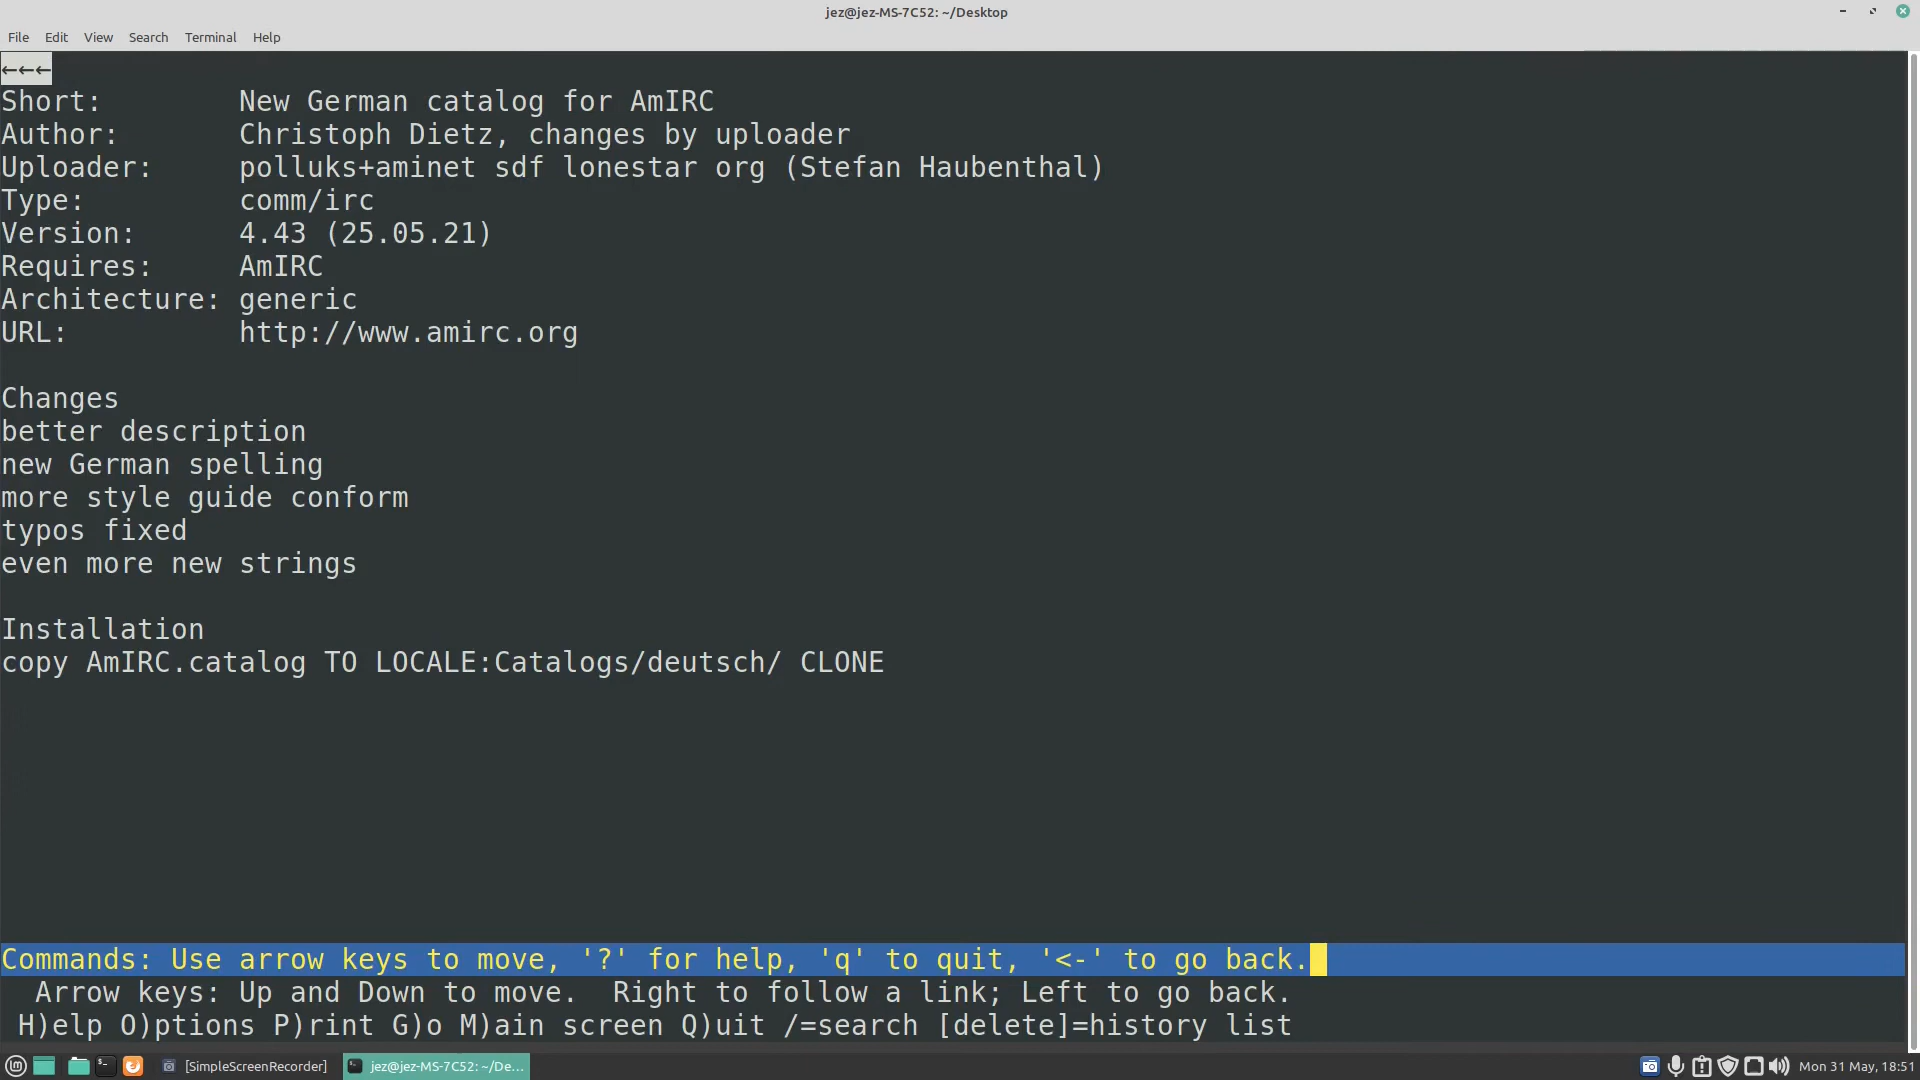 jez@jez-MS-7C52: ~/Desktop
File Edit View Search Terminal Help
←←←
Short: New German catalog for AmIRC
Author: Christoph Dietz, changes by uploader
Uploader: polluks+aminet sdf lonestar org (Stefan Haubenthal)
Type: comm/irc
Version: 4.43 (25.05.21)
Requires: AmIRC
Architecture: generic
URL: http://www.amirc.org
Changes
better description
new German spelling
more style guide conform
typos fixed
even more new strings
Installation
copy AmIRC.catalog TO LOCALE:Catalogs/deutsch/ CLONE
Commands: Use arrow keys to move, '?' for help, 'q' to quit, '<-' to go back.
Arrow keys: Up and Down to move. Right to follow a link; Left to go back.
H)elp O)ptions P)rint G)o M)ain screen Q)uit /=search [delete]=history list
[SimpleScreenRecorder] jez@jez-MS-7C52: ~/De... Mon 31 May, 18:51